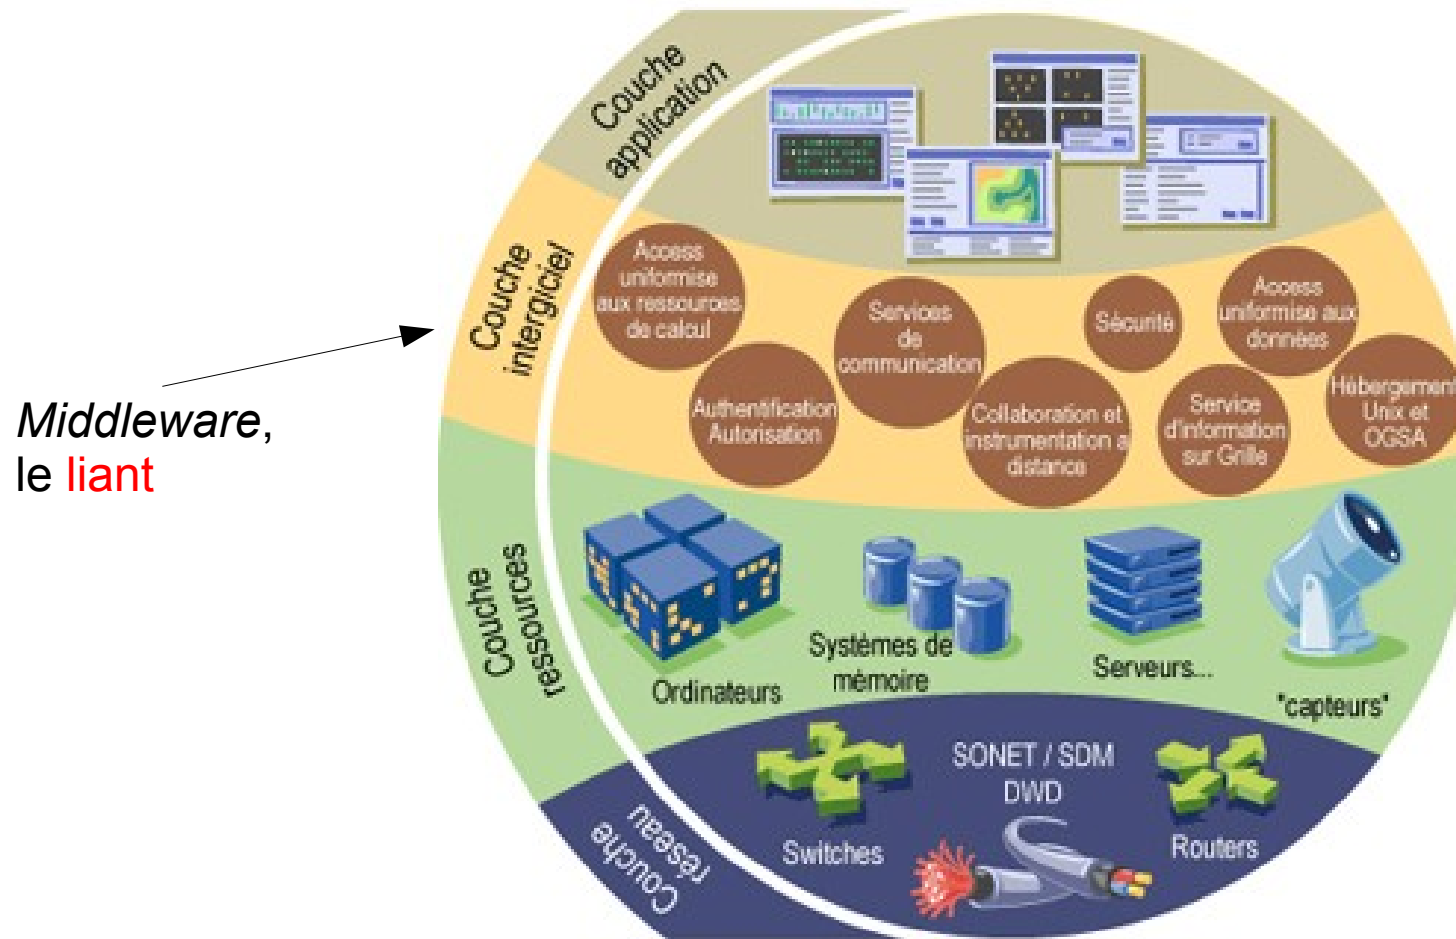 Couche
application
Couche
intergiciel
Access
uniformise
aux ressources
de calcul
Authentification
Autorisation
Services
de
communication
Collaboration et
instrumentation a
distance
Sécurité
Service
d'information
sur Grille
Access
uniformise aux
données
Hébergement
Unix et
OGSA
Middleware,
le liant
Couche
ressources
Ordinateurs
Systèmes de
mémoire
Serveurs...
"capteurs"
Couche
réseau
Switches
SONET / SDM
DWD
Routers